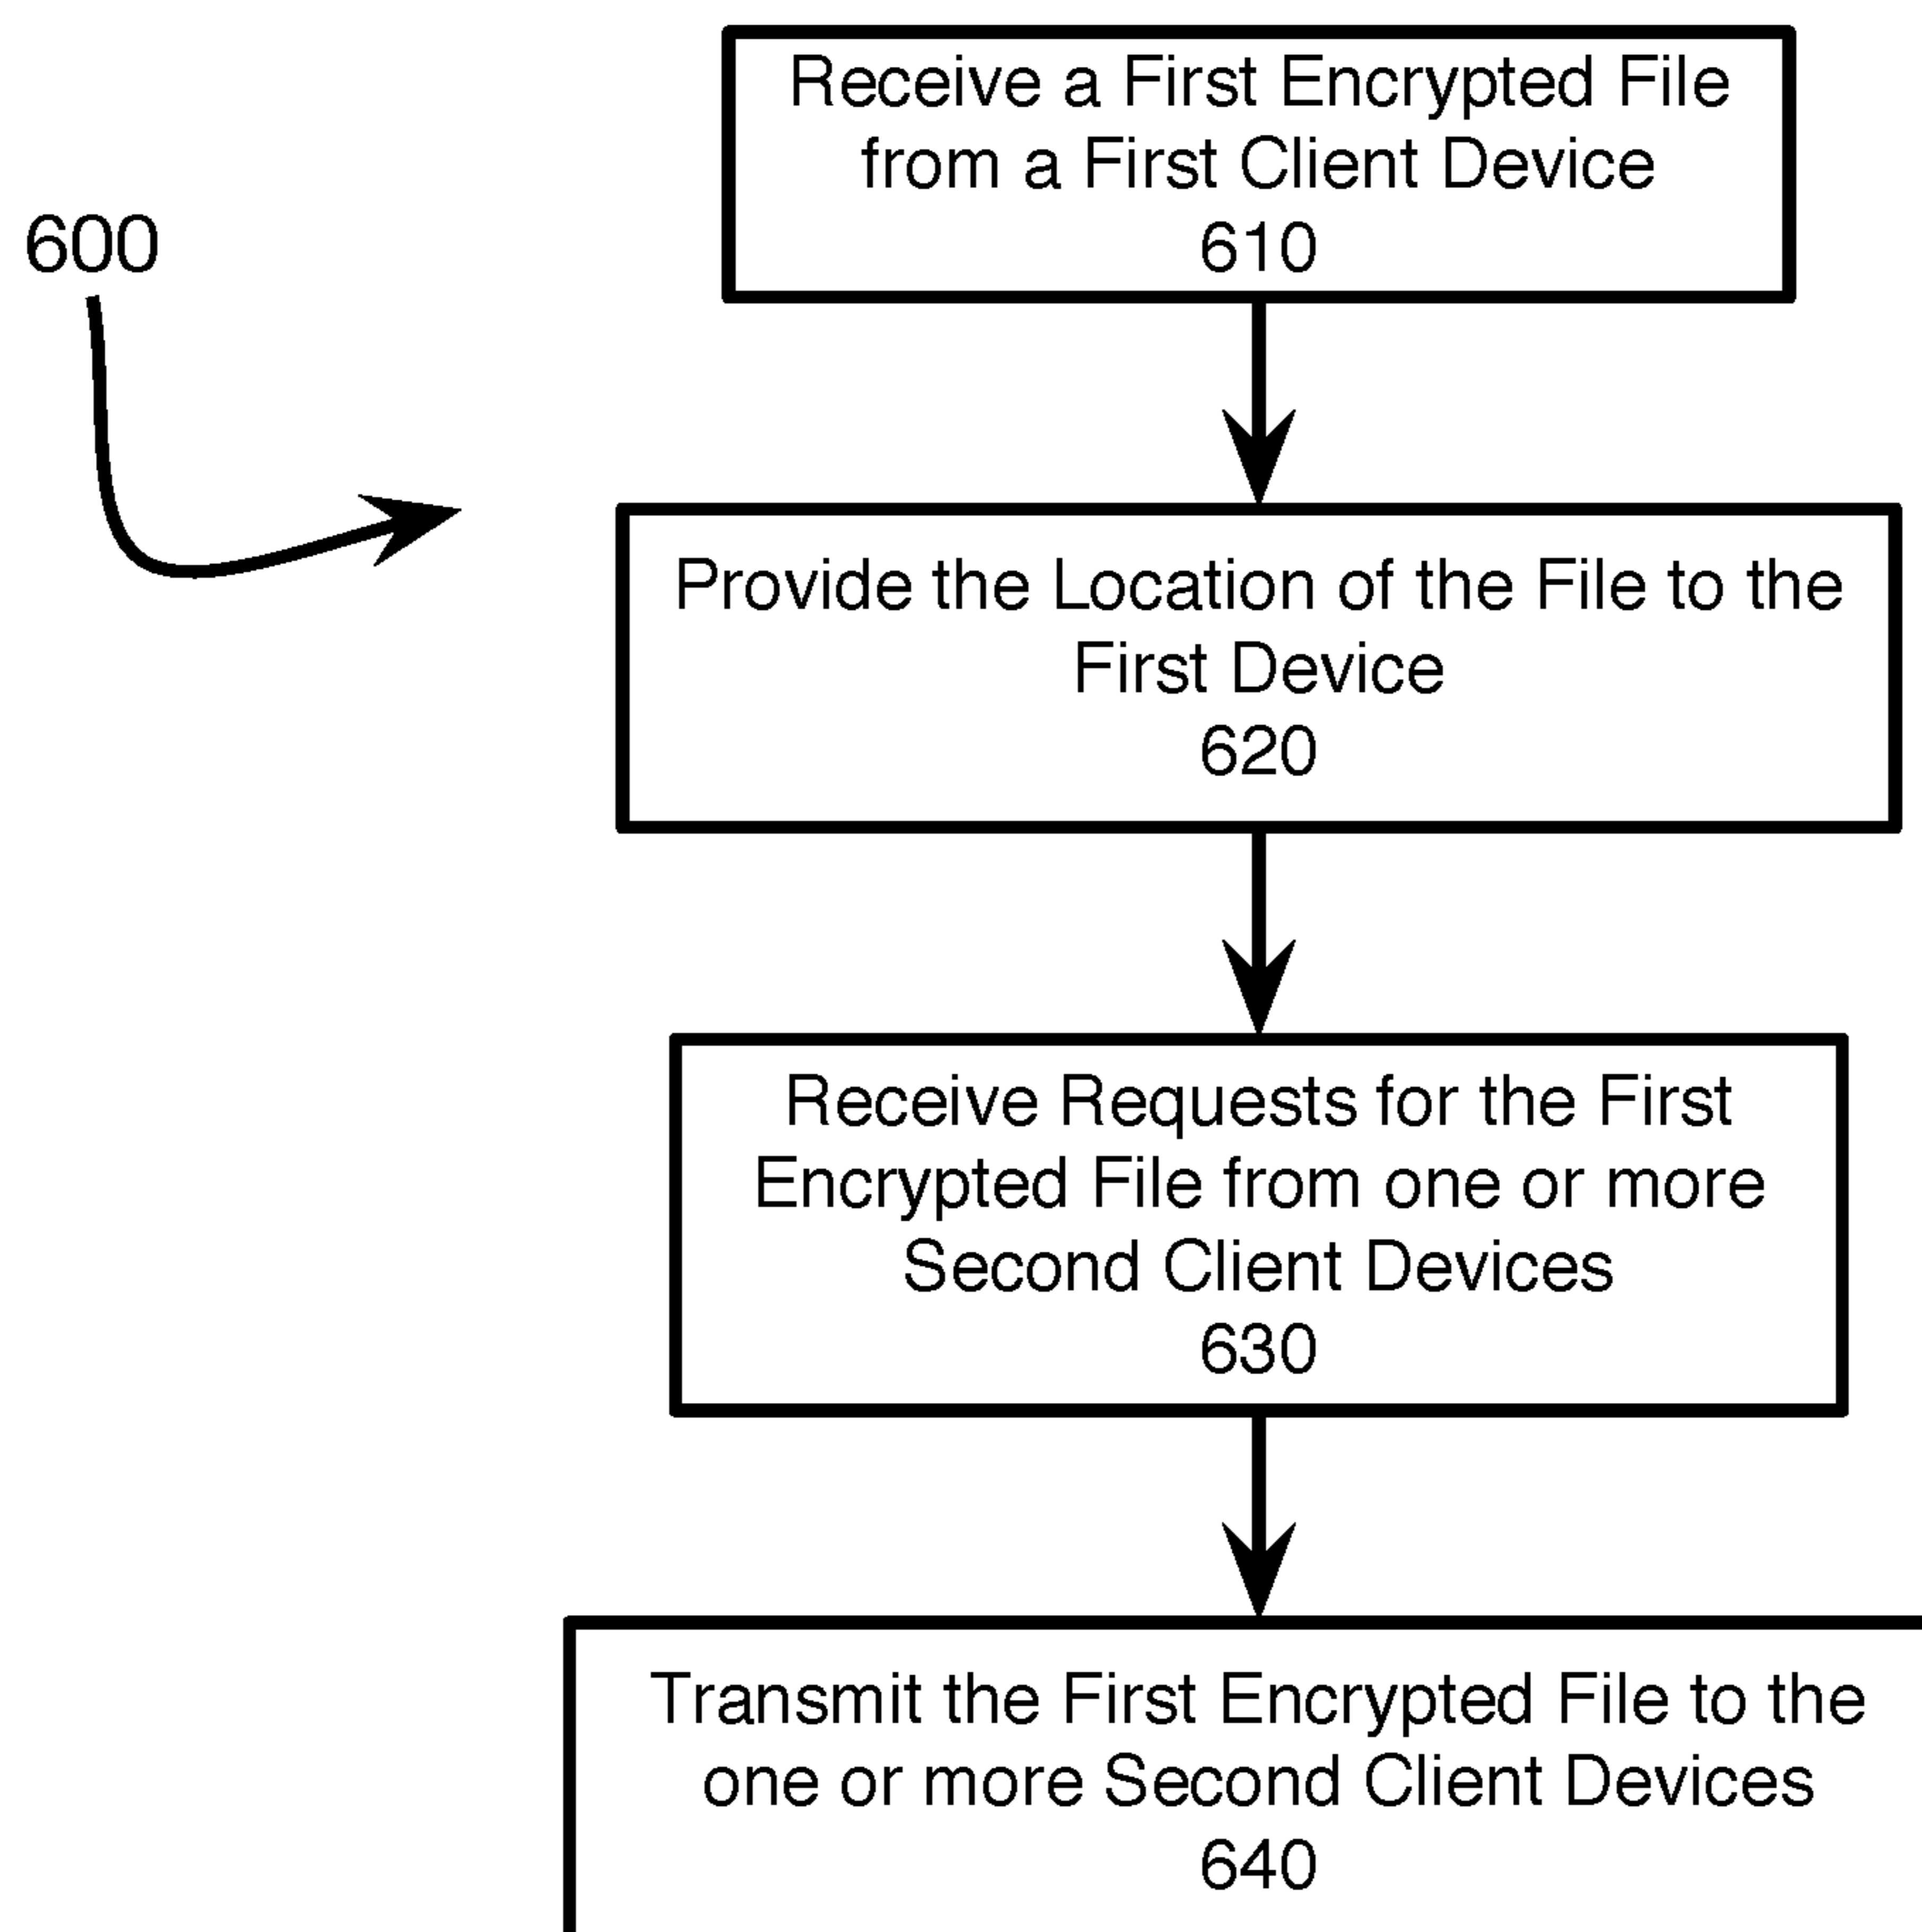 Receive a First Encrypted File
from a First Client Device
610
600
Provide the Location of the File to the
First Device
620
Receive Requests for the First
Encrypted File from one or more
Second Client Devices
630
Transmit the First Encrypted File to the
one or more Second Client Devices
640